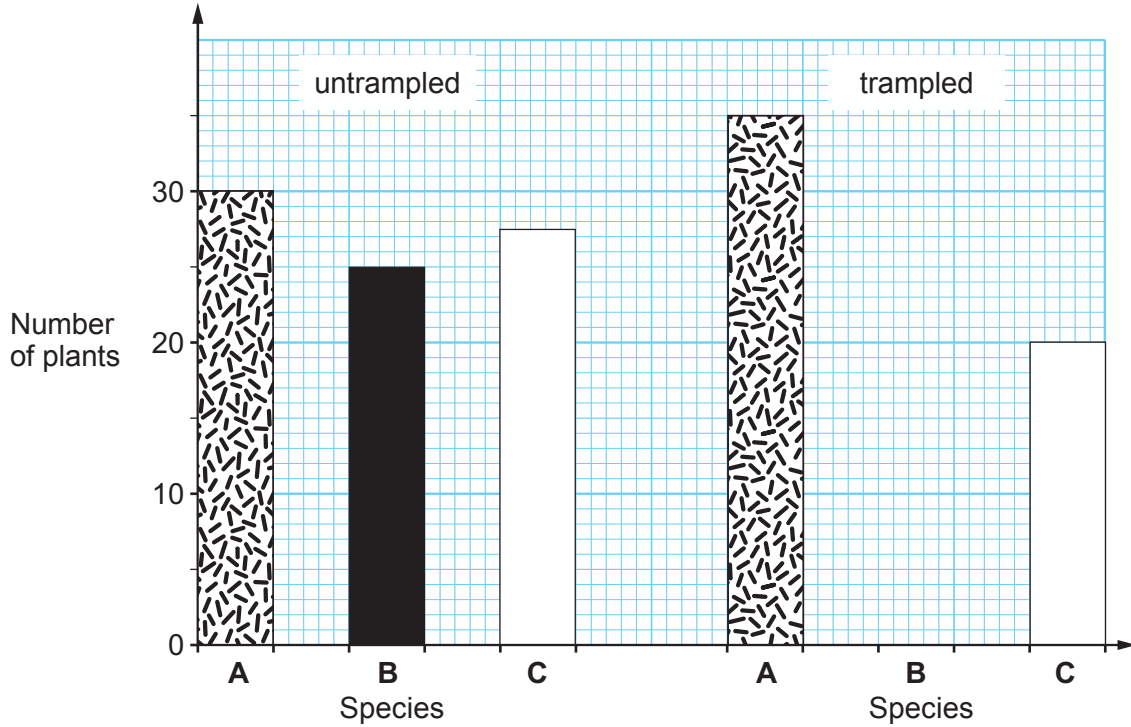 untrampled
trampled
Number
of plants
30
20
10
0
A B C A B C
Species Species